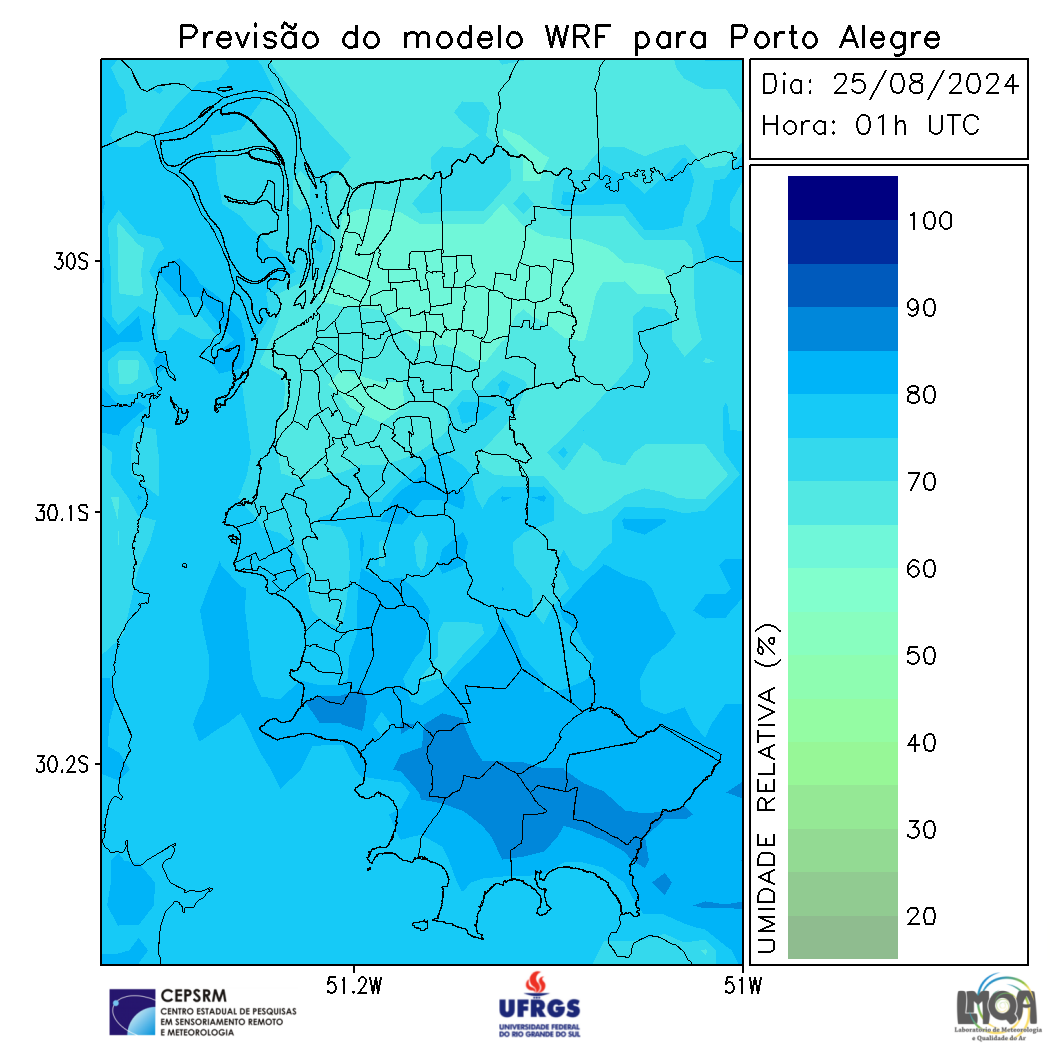 Previsão do modelo WRF para Porto Alegre
Dia: 25/08/2024
Hora: 01h UTC
100
90
80
70
60
50
40
30
20
UMIDADE RELATIVA (%)
30S
30.1S
30.2S
51.2W
51W
CEPSRM
CENTRO ESTADUAL DE PESQUISAS
EM SENSORIAMENTO REMOTO
E METEOROLOGIA
UFRGS
UNIVERSIDADE FEDERAL
DO RIO GRANDE DO SUL
LMQA
Laboratório de Meteorologia
e Qualidade do Ar